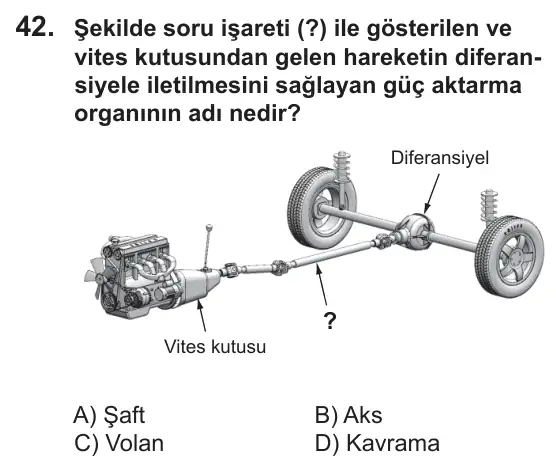 42. Şekilde soru işareti (?) ile gösterilen ve
vites kutusundan gelen hareketin diferan-
siyele iletilmesini sağlayan güç aktarma
organının adı nedir?
Diferansiyel
?
Vites kutusu
A) Şaft
B) Aks
C) Volan
D) Kavrama